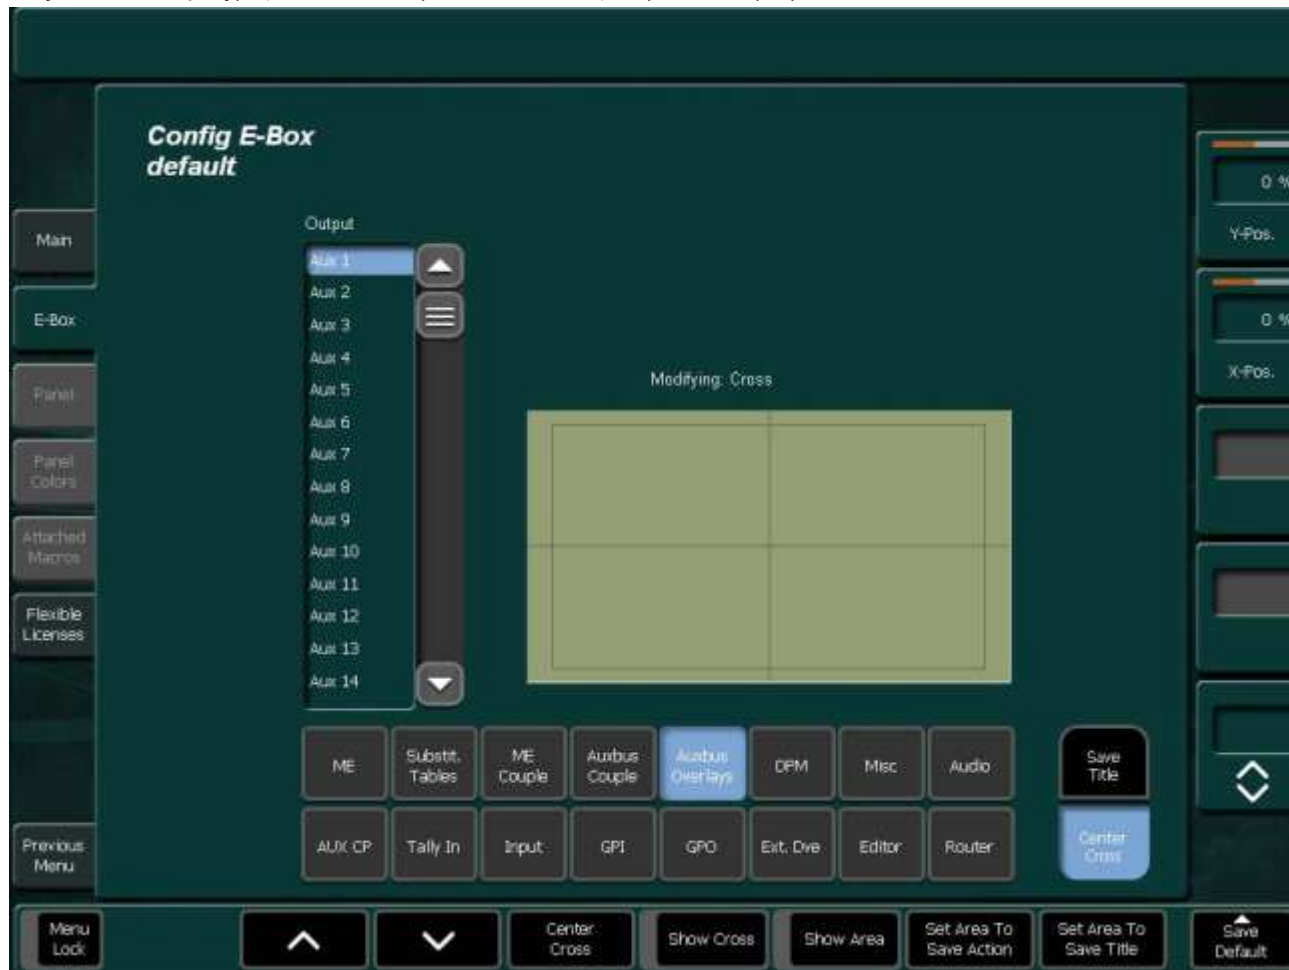 Config E-Box
default
Output
Aux 1
Aux 2
Aux 3
Aux 4
Aux 5
Aux 6
Aux 7
Aux 8
Aux 9
Aux 10
Aux 11
Aux 12
Aux 13
Aux 14
Main
E-Box
Panel
Panel
Colors
Attached
Macros
Flexible
Licenses
Previous
Menu
Modifying: Cross
0 %
Y-Pos.
0 %
X-Pos.
ME
Substit.
Tables
ME
Couple
Auxbus
Couple
Auxbus
Overlays
DPM
Misc
Audio
Save
Title
AUX CP
Tally In
Input
GPI
GPO
Ext. Dve
Editor
Router
Center
Cross
Menu
Lock
Center
Cross
Show Cross
Show Area
Set Area To
Save Action
Set Area To
Save Title
Save
Default